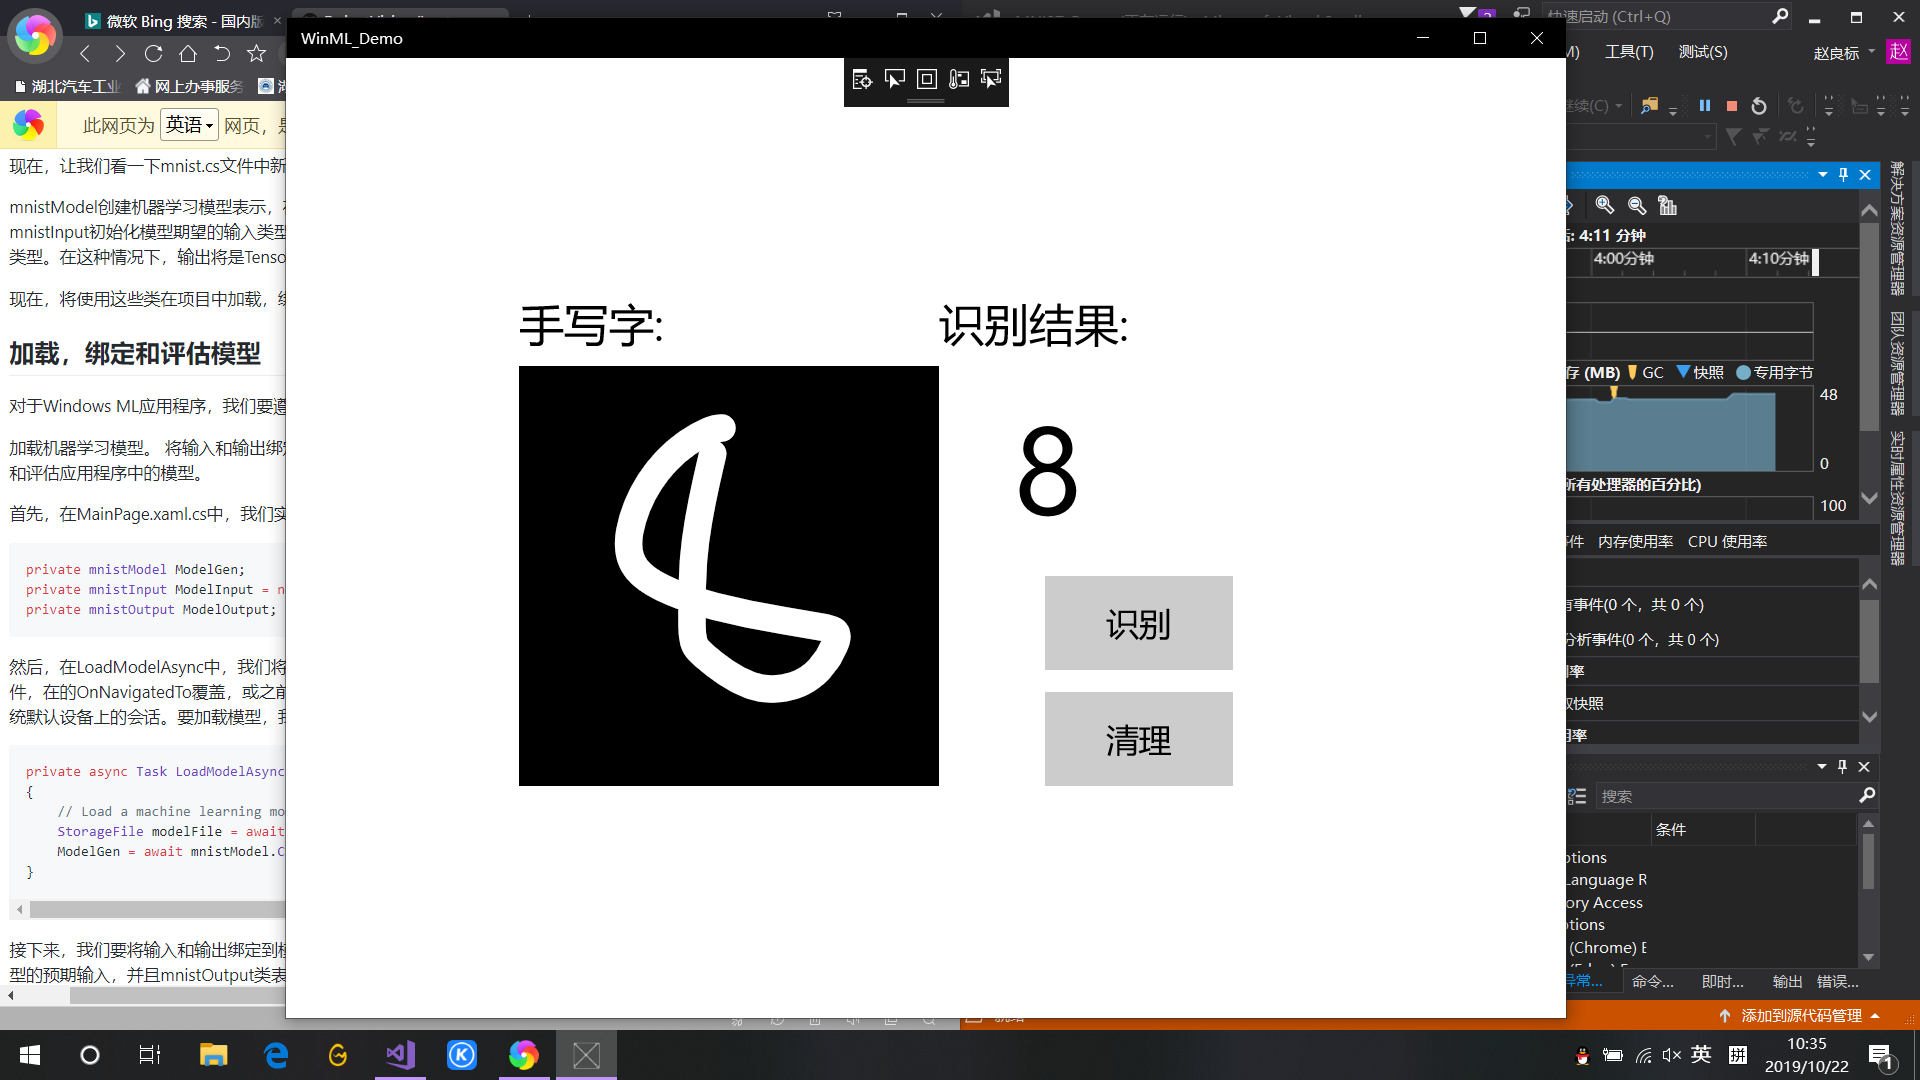 微软 Bing 搜索 - 国内版
快速启动 (Ctrl+Q)
WinML_Demo
工具(T)
测试(S)
赵良标
赵
湖北汽车工业
网上办事服务
此网页为
英语
网页，是
现在，让我们看一下mnist.cs文件中新
mnistModel创建机器学习模型表示，
mnistInput初始化模型期望的输入类型
类型。在这种情况下，输出将是Tenso
现在，将使用这些类在项目中加载，绑
加载，绑定和评估模型
对于Windows ML应用程序，我们要遵
加载机器学习模型。 将输入和输出绑定
和评估应用程序中的模型。
首先，在MainPage.xaml.cs中，我们实
private mnistModel ModelGen;
private mnistInput ModelInput = n
private mnistOutput ModelOutput;
然后，在LoadModelAsync中，我们将
件，在的OnNavigatedTo覆盖，或之前
统默认设备上的会话。要加载模型，我
private async Task LoadModelAsync
{
// Load a machine learning mo
StorageFile modelFile = await
ModelGen = await mnistModel.C
}
接下来，我们要将输入和输出绑定到模
型的预期输入，并且mnistOutput类表
手写字:
识别结果:
8
识别
清理
继续(C)
4:11 分钟
4:00分钟
4:10分钟
存 (MB)
GC
快照
专用字节
48
0
所有处理器的百分比)
100
件
内存使用率
CPU 使用率
有事件(0 个，共 0 个)
分析事件(0 个，共 0 个)
率
取快照
用率
搜索
条件
ptions
Language R
ory Access
ptions
(Chrome) E
异常...
命令...
即时...
输出
错误...
添加到源代码管理
解决方案资源管理器
团队资源管理器
实时属性资源管理器
英
拼
10:35
2019/10/22
1